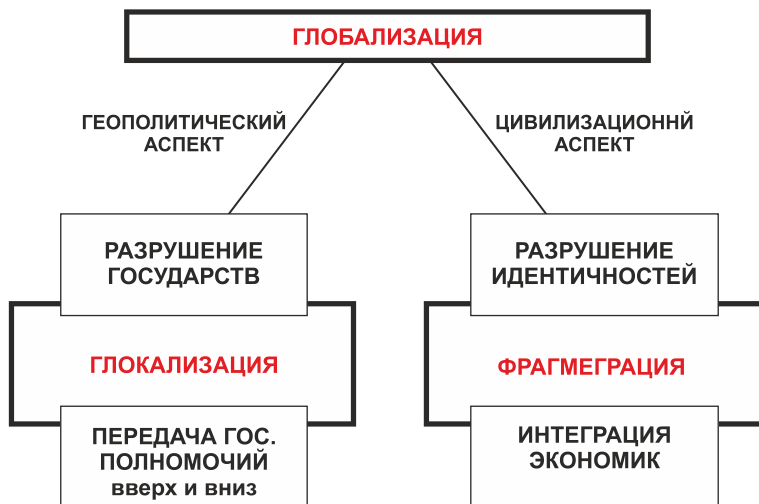 ГЛОБАЛИЗАЦИЯ
ГЕОПОЛИТИЧЕСКИЙ
АСПЕКТ
ЦИВИЛИЗАЦИОННЙ
АСПЕКТ
РАЗРУШЕНИЕ
ГОСУДАРСТВ
РАЗРУШЕНИЕ
ИДЕНТИЧНОСТЕЙ
ГЛОКАЛИЗАЦИЯ
ФРАГМЕГРАЦИЯ
ПЕРЕДАЧА ГОС.
ПОЛНОМОЧИЙ
вверх и вниз
ИНТЕГРАЦИЯ
ЭКОНОМИК